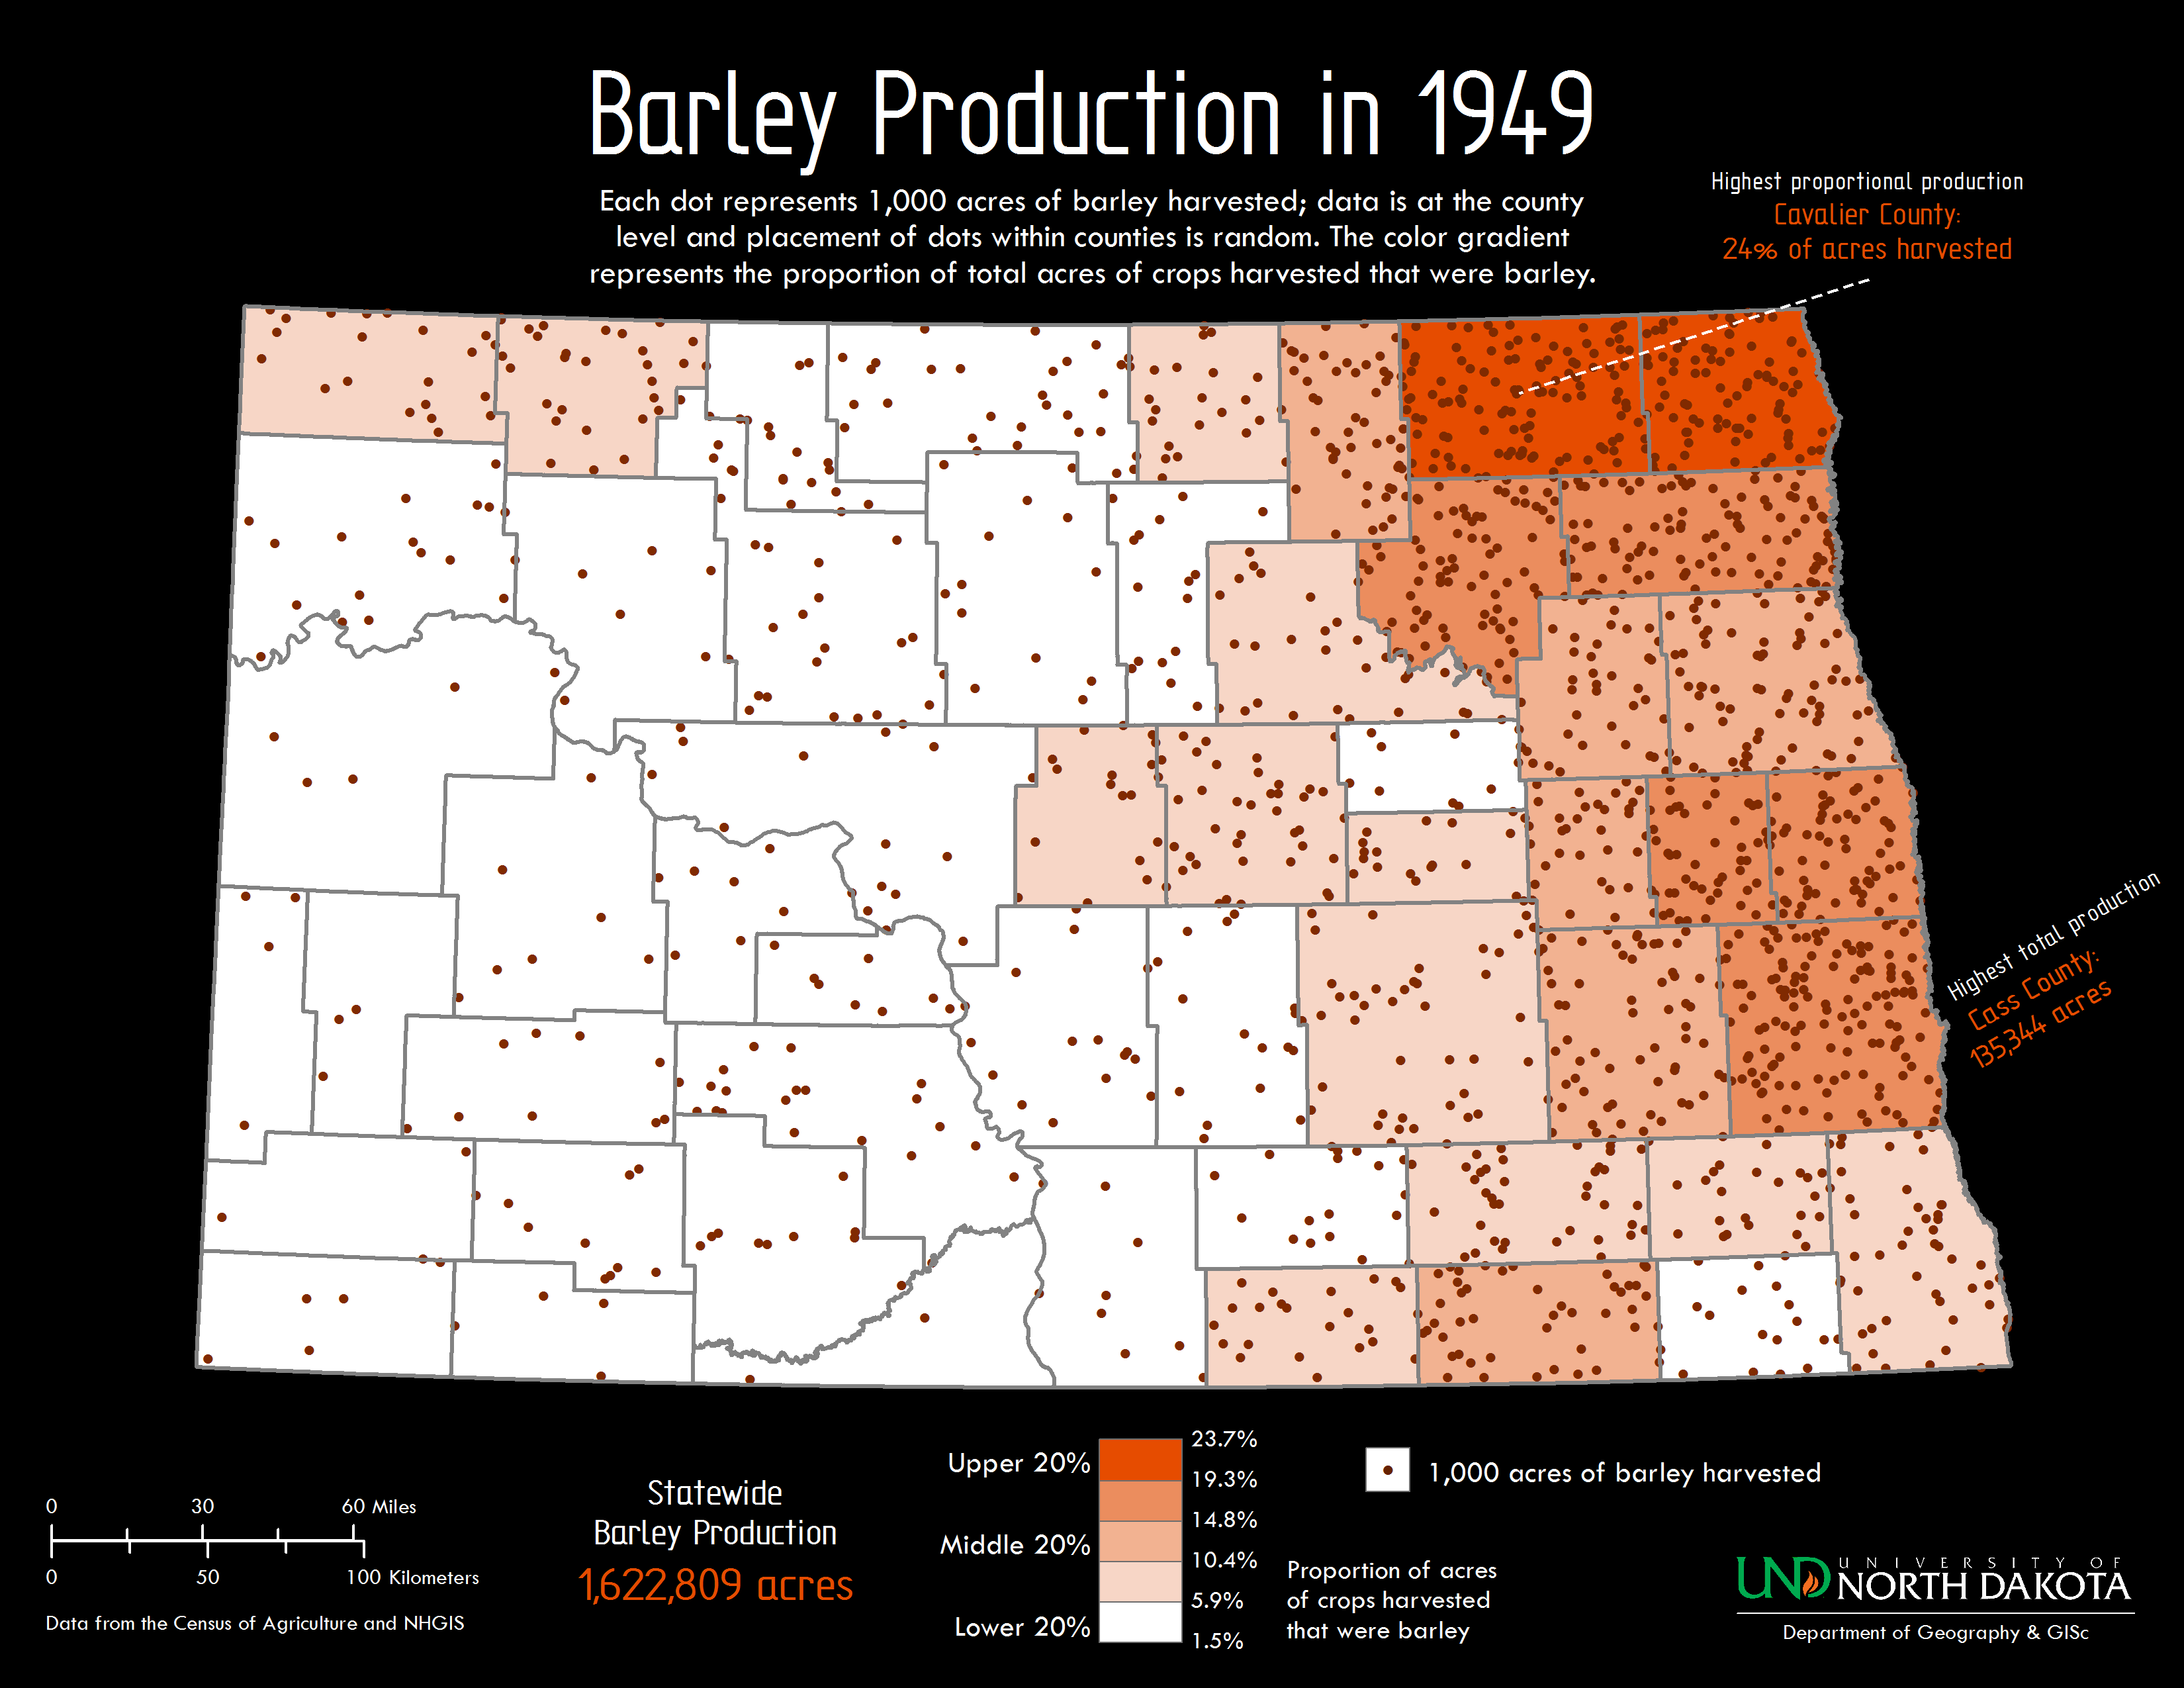 Barley Production in 1949
Each dot represents 1,000 acres of barley harvested; data is at the county
level and placement of dots within counties is random. The color gradient
represents the proportion of total acres of crops harvested that were barley.
Highest proportional production
Cavalier County:
24% of acres harvested
Highest total production
Cass County:
135,344 acres
0 30 60 Miles
0 50 100 Kilometers
Data from the Census of Agriculture and NHGIS
Statewide
Barley Production
1,622,809 acres
23.7%
Upper 20%
19.3%
14.8%
Middle 20%
10.4%
5.9%
Lower 20%
1.5%
Proportion of acres
of crops harvested
that were barley
1,000 acres of barley harvested
UND UNIVERSITY OF
NORTH DAKOTA
Department of Geography & GISc